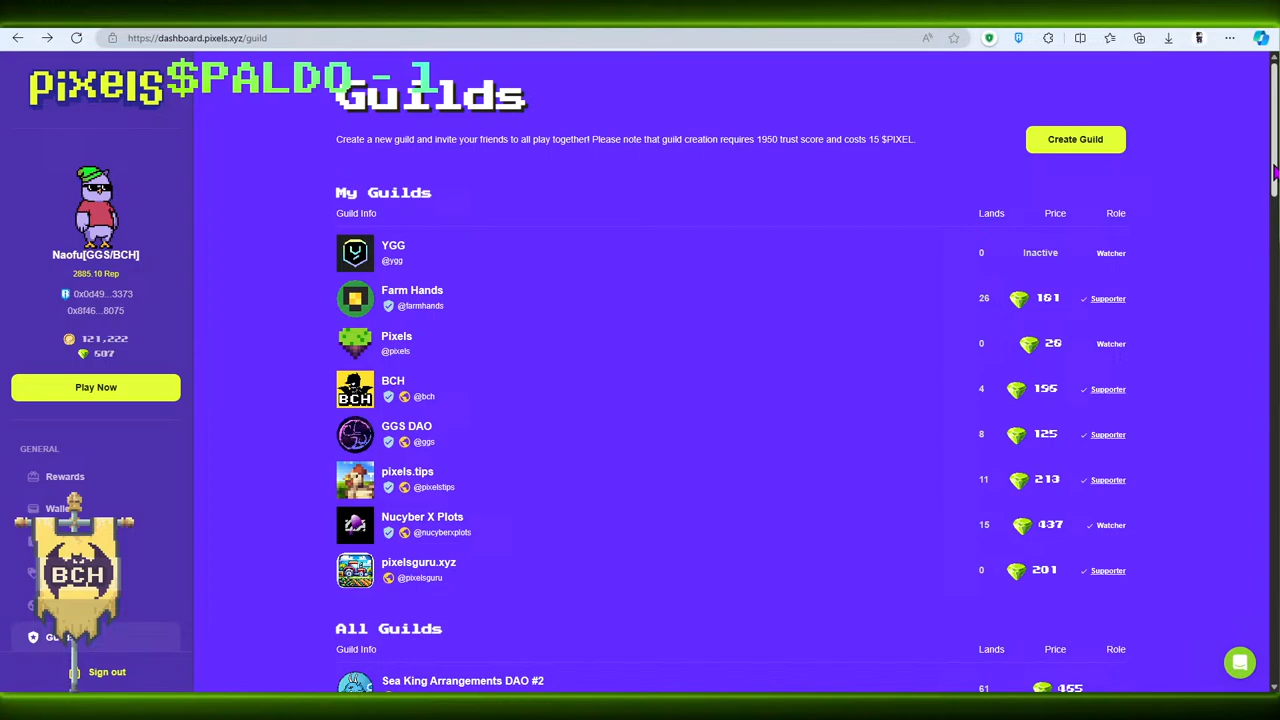 https://dashboard.pixels.xyz/guild
pixels
$PALDO - 1
Guilds
Create a new guild and invite your friends to all play together! Please note that guild creation requires 1950 trust score and costs 15 $PIXEL.
Create Guild
Naofu[GGS/BCH]
2885.10 Rep
0x0d49...3373
0x8f46...8075
121,222
507
Play Now
GENERAL
Rewards
BCH
Sign out
My Guilds
Guild Info Lands Price Role
YGG
@ygg
0 Inactive Watcher
Farm Hands
@farmhands
26 181 Supporter
Pixels
@pixels
0 20 Watcher
BCH
BCH
@bch
4 195 Supporter
GGS DAO
@ggs
8 125 Supporter
pixels.tips
@pixelstips
11 213 Supporter
Nucyber X Plots
@nucyberxplots
15 437 Watcher
pixelsguru.xyz
@pixelsguru
0 201 Supporter
All Guilds
Guild Info Lands Price Role
Sea King Arrangements DAO #2
61 465